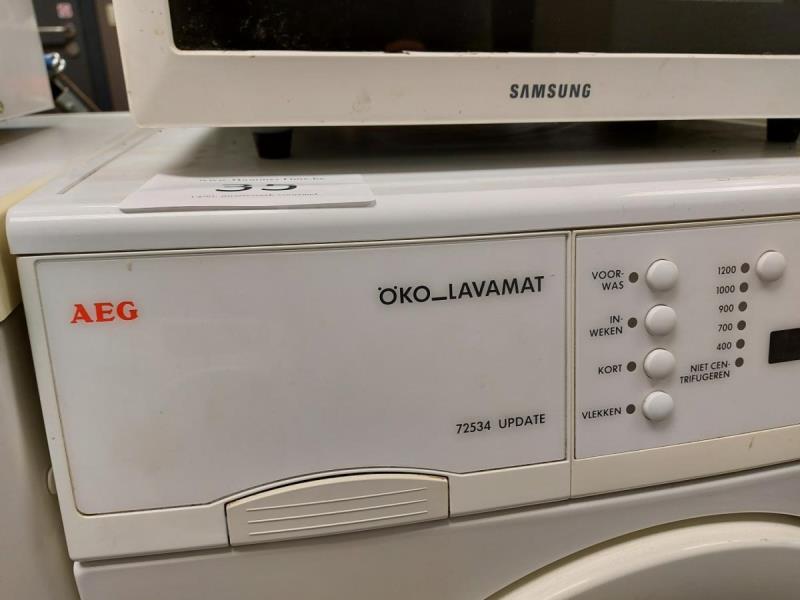 SAMSUNG
AEG
ÖKO_LAVAMAT
72534 UPDATE
VOOR-
WAS
IN-
WEKEN
KORT
VLEKKEN
1200
1000
900
700
400
NIET CEN-
TRIFUGEREN